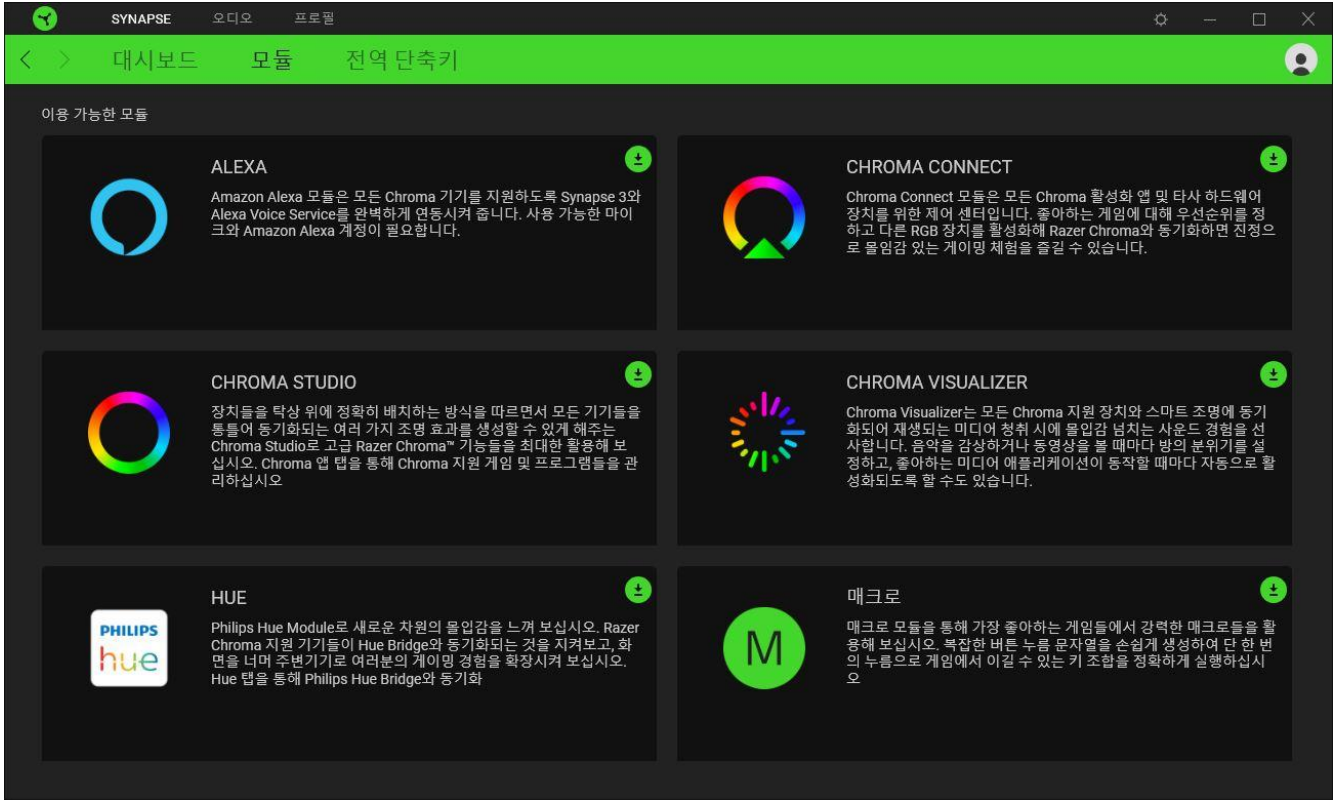 SYNAPSE 오디오 프로필
대시보드 모듈 전역 단축키
이용 가능한 모듈
ALEXA
Amazon Alexa 모듈은 모든 Chroma 기기를 지원하도록 Synapse 3와
Alexa Voice Service를 완벽하게 연동시켜 줍니다. 사용 가능한 마이
크와 Amazon Alexa 계정이 필요합니다.
CHROMA CONNECT
Chroma Connect 모듈은 모든 Chroma 활성화 앱 및 타사 하드웨어
장치를 위한 제어 센터입니다. 좋아하는 게임에 대해 우선순위를 정
하고 다른 RGB 장치를 활성화해 Razer Chroma와 동기화하면 진정으
로 몰입감 있는 게이밍 체험을 즐길 수 있습니다.
CHROMA STUDIO
장치들을 탁상 위에 정확히 배치하는 방식을 따르면서 모든 기기들을
통틀어 동기화되는 여러 가지 조명 효과를 생성할 수 있게 해주는
Chroma Studio로 고급 Razer Chroma™ 기능들을 최대한 활용해 보
십시오. Chroma 앱 탭을 통해 Chroma 지원 게임 및 프로그램들을 관
리하십시오
CHROMA VISUALIZER
Chroma Visualizer는 모든 Chroma 지원 장치와 스마트 조명에 동기
화되어 재생되는 미디어 청취 시에 몰입감 넘치는 사운드 경험을 선
사합니다. 음악을 감상하거나 동영상을 볼 때마다 방의 분위기를 설
정하고, 좋아하는 미디어 애플리케이션이 동작할 때마다 자동으로 활
성화되도록 할 수도 있습니다.
PHILIPS
hue
HUE
Philips Hue Module로 새로운 차원의 몰입감을 느껴 보십시오. Razer
Chroma 지원 기기들이 Hue Bridge와 동기화되는 것을 지켜보고, 화
면을 너머 주변기기로 여러분의 게이밍 경험을 확장시켜 보십시오.
Hue 탭을 통해 Philips Hue Bridge와 동기화
M
매크로
매크로 모듈을 통해 가장 좋아하는 게임들에서 강력한 매크로들을 활
용해 보십시오. 복잡한 버튼 누름 문자열을 손쉽게 생성하여 단 한 번
의 누름으로 게임에서 이길 수 있는 키 조합을 정확하게 실행하십시
오